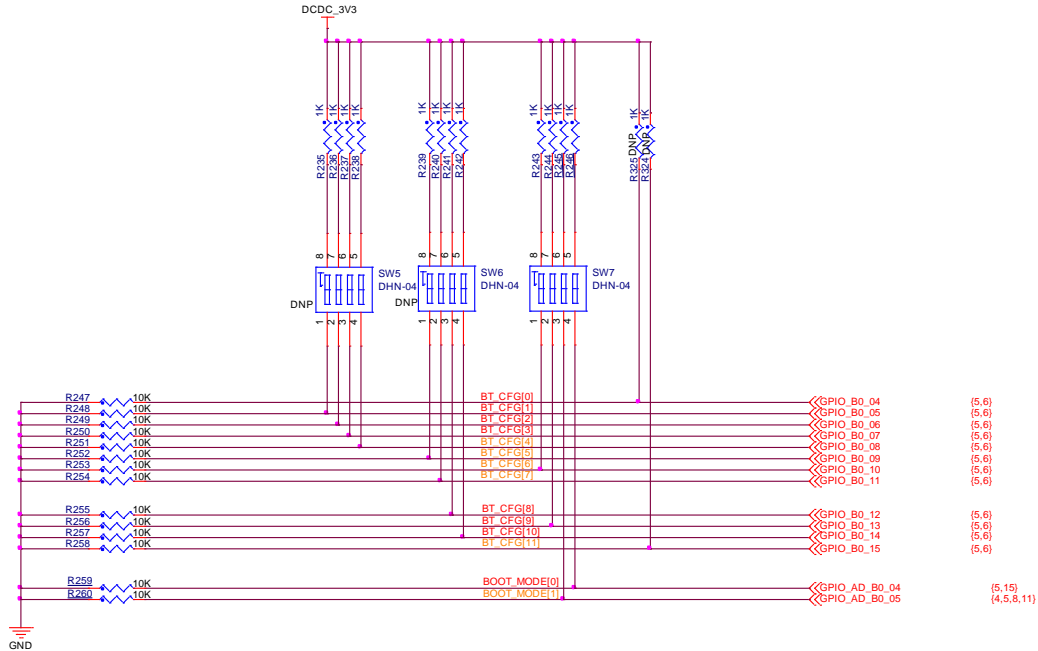 DCDC_3V3
1K 1K 1K 1K 1K 1K 1K 1K 1K 1K 1K 1K 1K 1K
DNP DNP
R235 R236 R237 R238 R239 R240 R241 R242 R243 R244 R245 R246 R325 R324
8 7 6 5 8 7 6 5 8 7 6 5
SW5 SW6 SW7
DHN-04 DHN-04 DHN-04
DNP DNP
1 2 3 4 1 2 3 4 1 2 3 4
R247 10K BT_CFG[0] GPIO_B0_04 {5,6}
R248 10K BT_CFG[1] GPIO_B0_05 {5,6}
R249 10K BT_CFG[2] GPIO_B0_06 {5,6}
R250 10K BT_CFG[3] GPIO_B0_07 {5,6}
R251 10K BT_CFG[4] GPIO_B0_08 {5,6}
R252 10K BT_CFG[5] GPIO_B0_09 {5,6}
R253 10K BT_CFG[6] GPIO_B0_10 {5,6}
R254 10K BT_CFG[7] GPIO_B0_11 {5,6}
R255 10K BT_CFG[8] GPIO_B0_12 {5,6}
R256 10K BT_CFG[9] GPIO_B0_13 {5,6}
R257 10K BT_CFG[10] GPIO_B0_14 {5,6}
R258 10K BT_CFG[11] GPIO_B0_15 {5,6}
R259 10K BOOT_MODE[0] GPIO_AD_B0_04 {5,15}
R260 10K BOOT_MODE[1] GPIO_AD_B0_05 {4,5,8,11}
GND